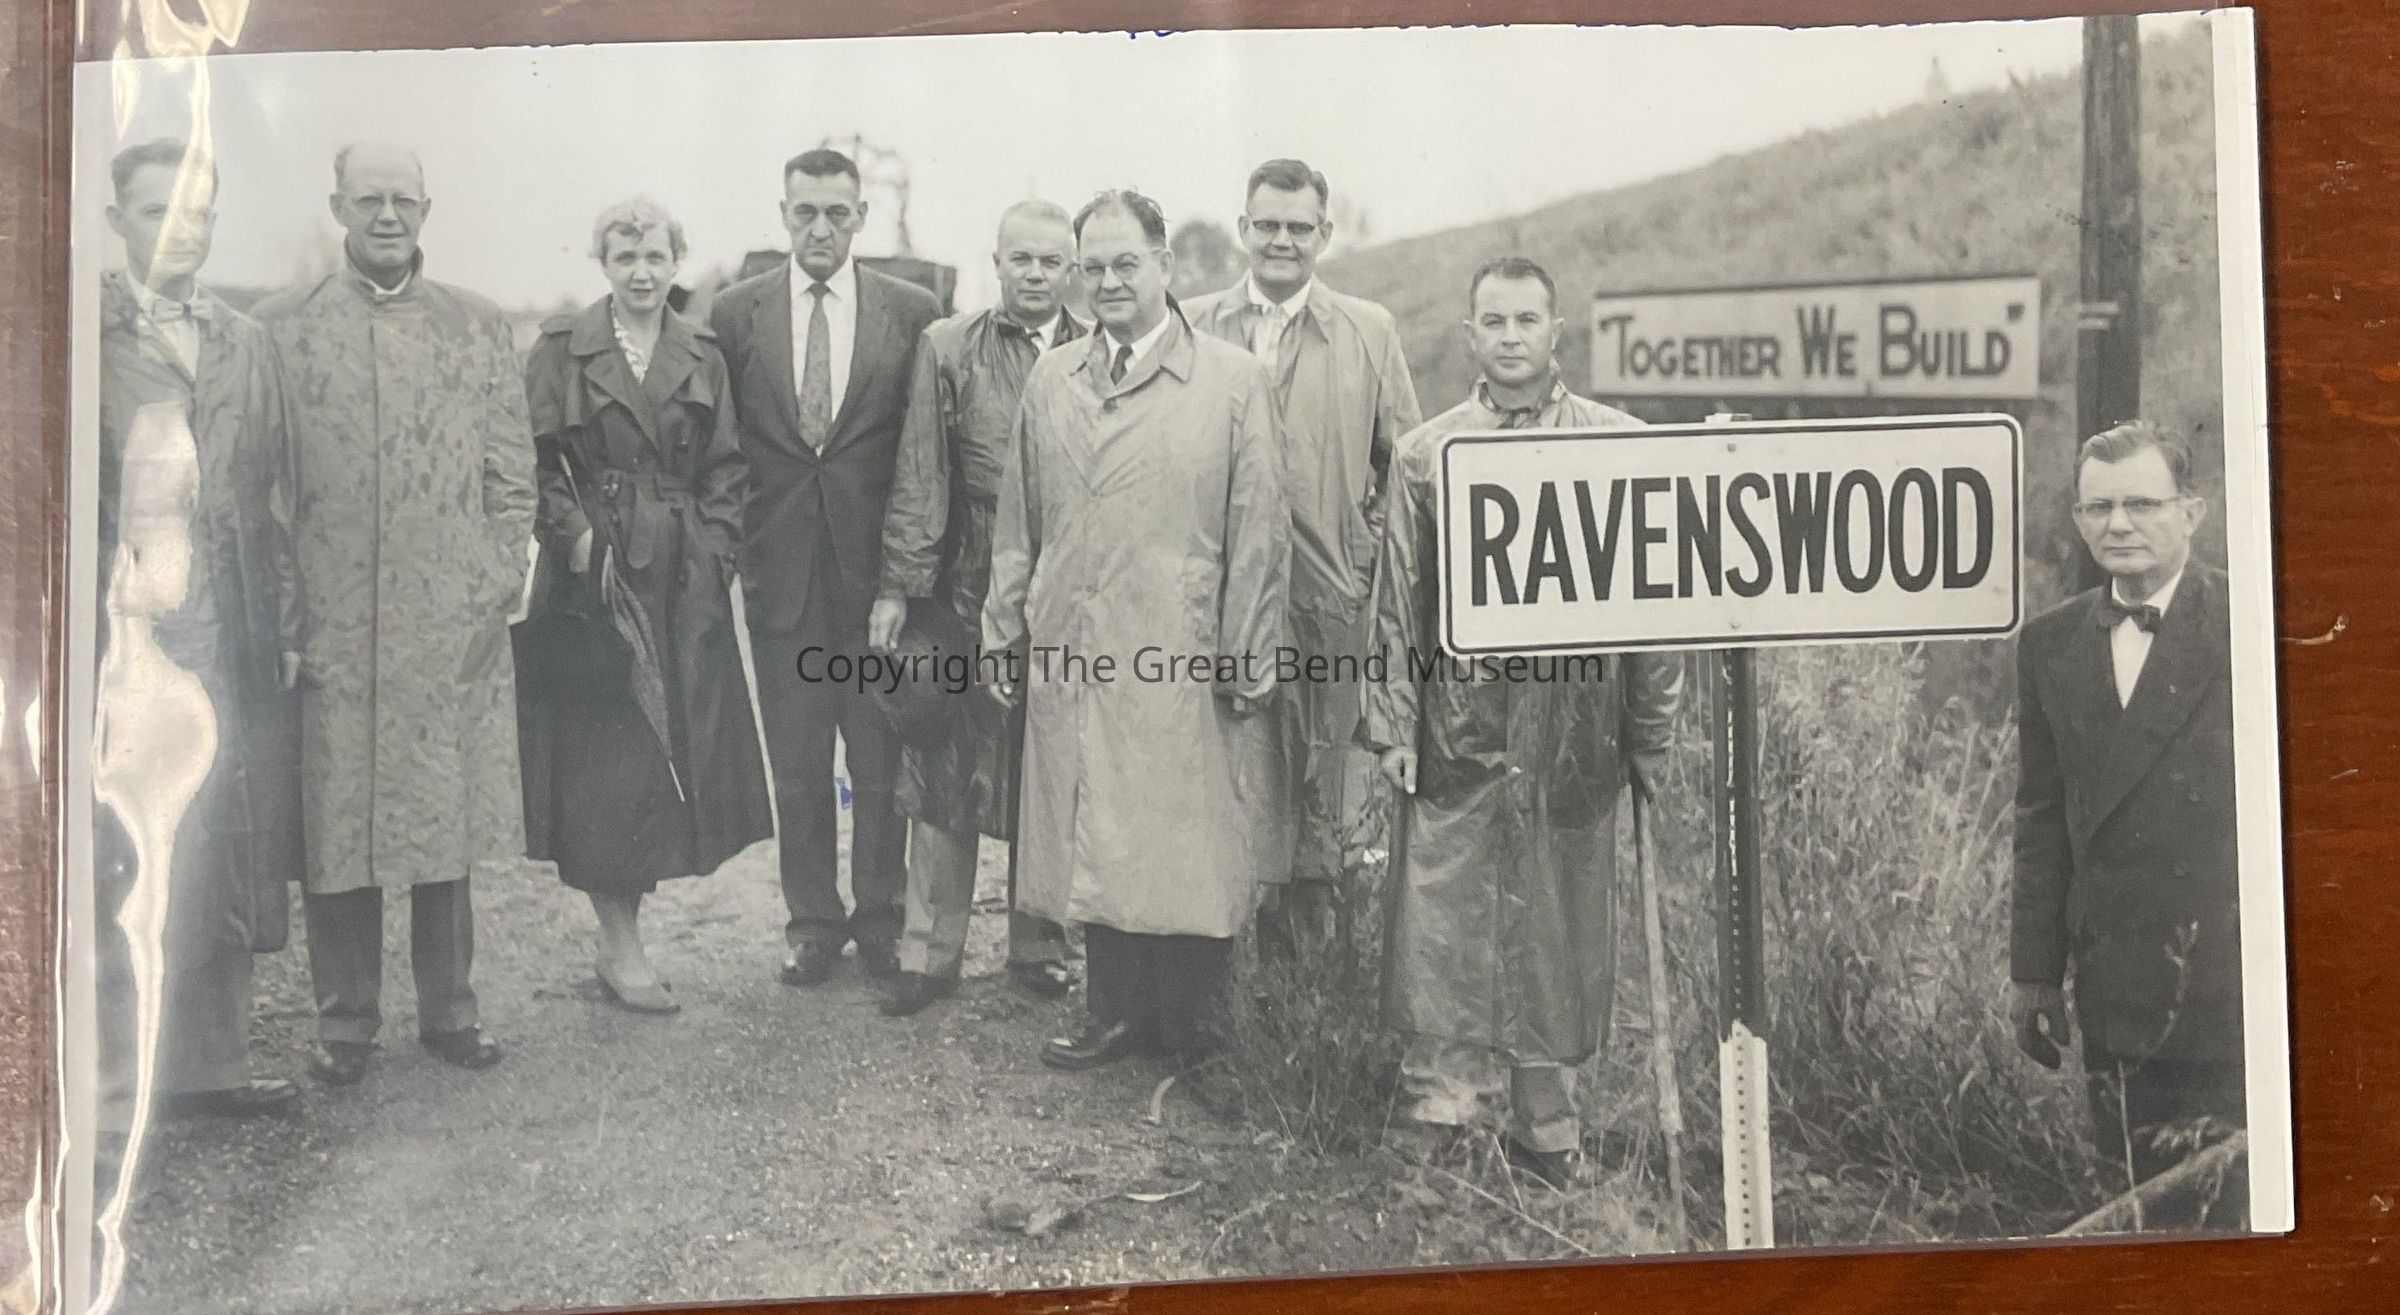 "TOGETHER WE BUILD"
RAVENSWOOD
Copyright The Great Bend Museum